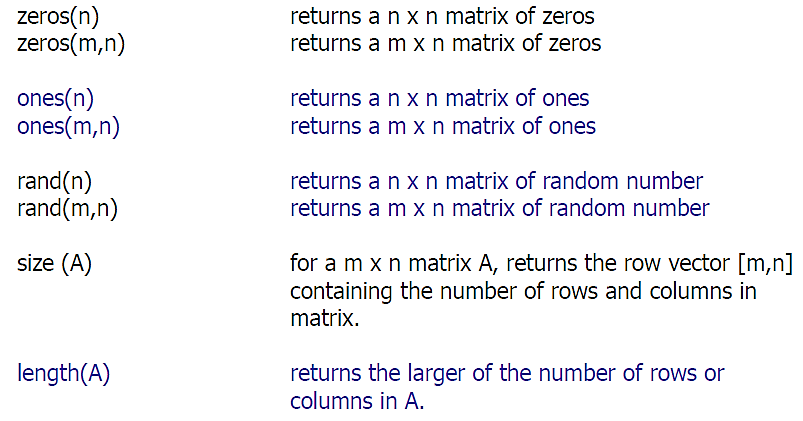 zeros(n) returns a n x n matrix of zeros
zeros(m,n) returns a m x n matrix of zeros
ones(n) returns a n x n matrix of ones
ones(m,n) returns a m x n matrix of ones
rand(n) returns a n x n matrix of random number
rand(m,n) returns a m x n matrix of random number
size (A) for a m x n matrix A, returns the row vector [m,n]
containing the number of rows and columns in
matrix.
length(A) returns the larger of the number of rows or
columns in A.